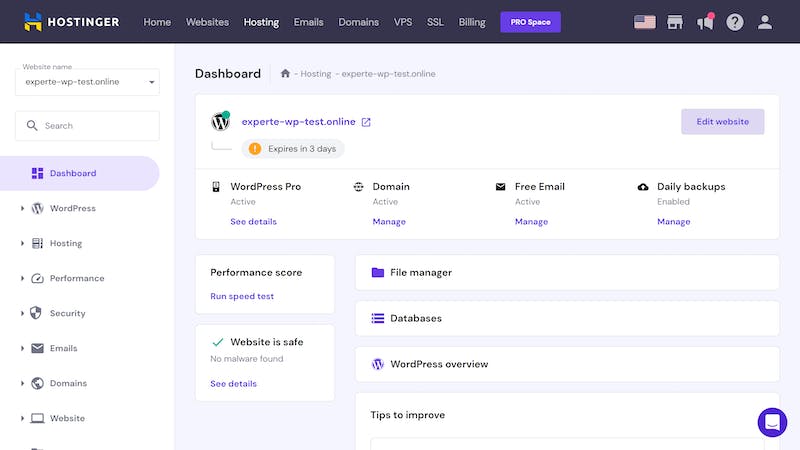 HOSTINGER
Home Websites Hosting Emails Domains VPS SSL Billing PRO Space
Website name
experte-wp-test.online
Search
Dashboard
WordPress
Hosting
Performance
Security
Emails
Domains
Website
Dashboard - Hosting - experte-wp-test.online
experte-wp-test.online
Edit website
! Expires in 3 days
WordPress Pro Domain Free Email Daily backups
Active Active Active Enabled
See details Manage Manage Manage
Performance score
Run speed test
Website is safe
No malware found
See details
File manager
Databases
WordPress overview
Tips to improve